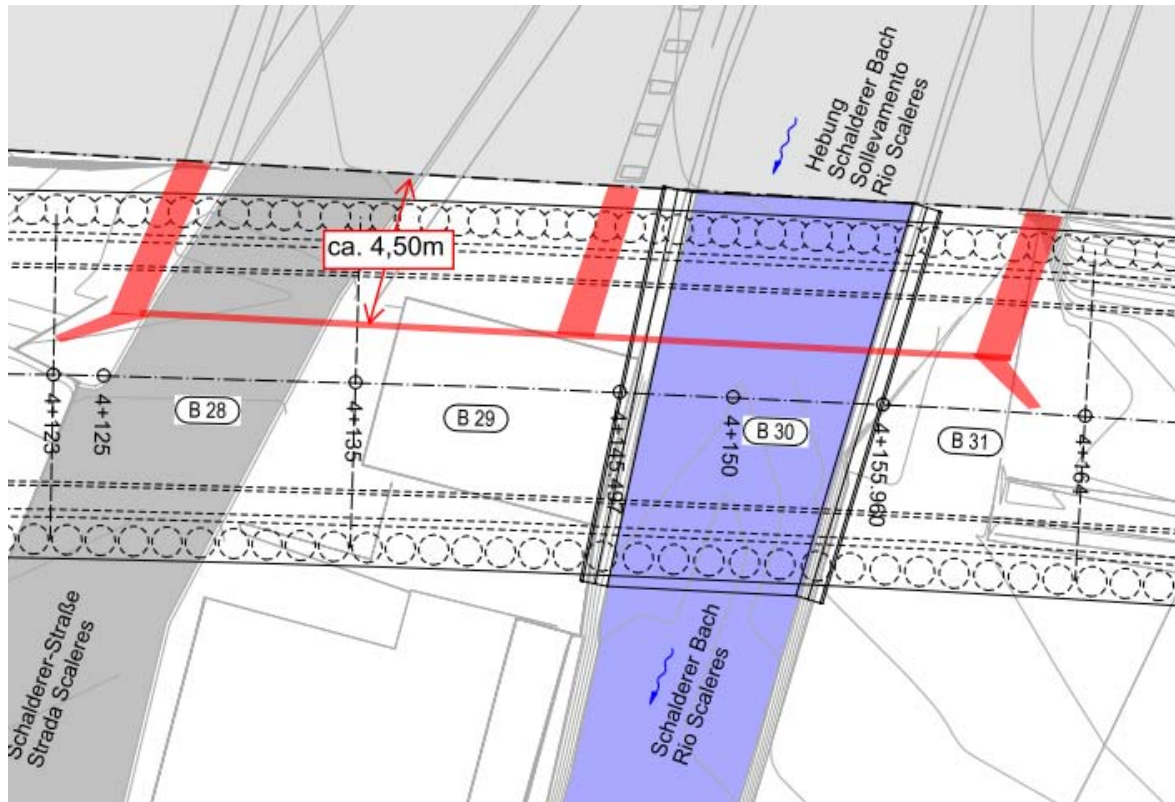 Hebung
Schalderer Bach
Sollevamento
Rio Scaleres
ca. 4,50m
4+123
4+125
B 28
4+135
B 29
4+145.497
4+150
B 30
4+155.960
B 31
4+164
Schalderer-Straße
Strada Scaleres
Schalderer Bach
Rio Scaleres